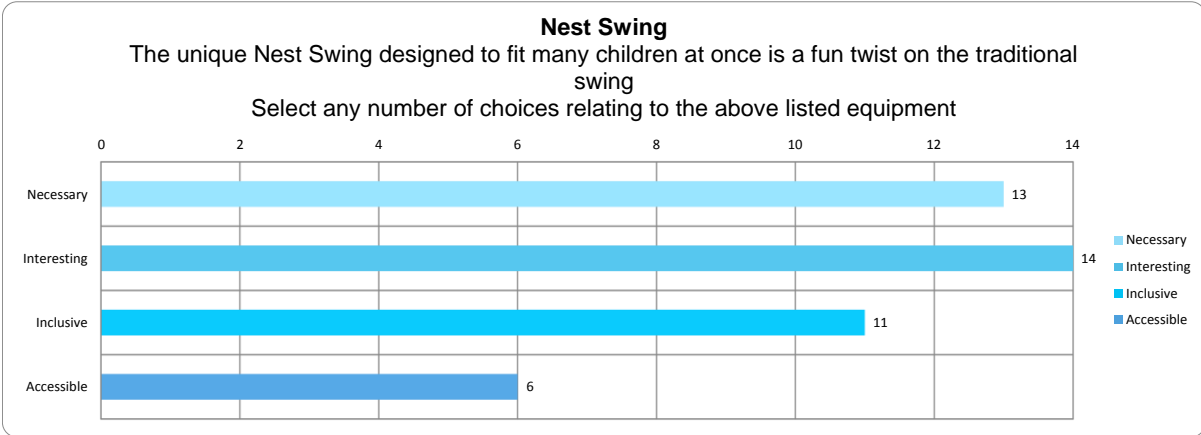 Nest Swing
The unique Nest Swing designed to fit many children at once is a fun twist on the traditional
swing
Select any number of choices relating to the above listed equipment
0 2 4 6 8 10 12 14
Necessary 13
Interesting 14
Inclusive 11
Accessible 6
Necessary
Interesting
Inclusive
Accessible